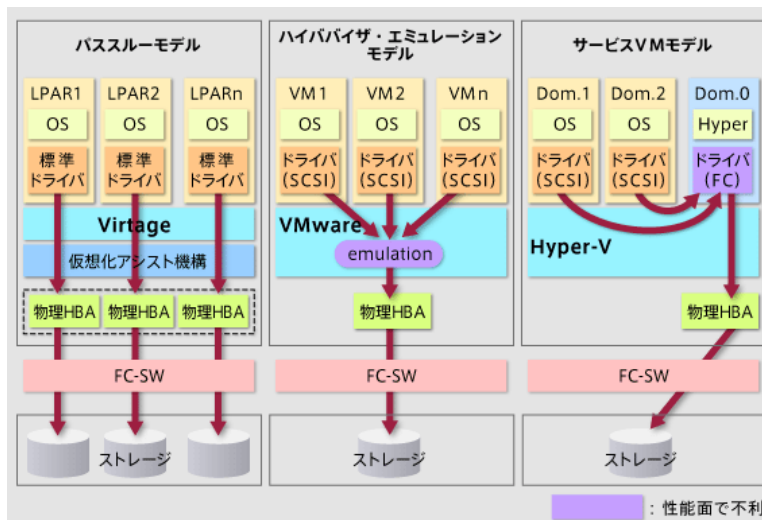 パススルーモデル
LPAR1 LPAR2 LPARn
OS OS OS
標準 標準 標準
ドライバ ドライバ ドライバ
Virtage
仮想化アシスト機構
物理HBA 物理HBA 物理HBA
FC-SW
ストレージ
ハイパバイザ・エミュレーション
モデル
VM1 VM2 VMn
OS OS OS
ドライバ ドライバ ドライバ
(SCSI) (SCSI) (SCSI)
VMware
emulation
物理HBA
FC-SW
ストレージ
サービスVMモデル
Dom.1 Dom.2 Dom.0
OS OS Hyper
ドライバ ドライバ ドライバ
(SCSI) (SCSI) (FC)
Hyper-V
物理HBA
FC-SW
ストレージ
：性能面で不利